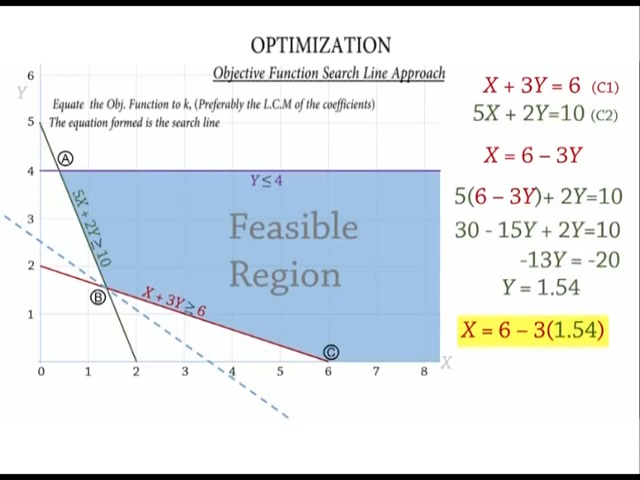 OPTIMIZATION
Objective Function Search Line Approach
Equate the Obj. Function to k, (Preferably the L.C.M of the coefficients)
The equation formed is the search line
Y
6
5
4
3
2
1
0 1 2 3 4 5 6 7 8 X
A
B
C
Y ≤ 4
5X + 2Y ≥ 10
X + 3Y ≥ 6
Feasible
Region
X + 3Y = 6 (C1)
5X + 2Y=10 (C2)
X = 6 – 3Y
5(6 – 3Y)+ 2Y=10
30 - 15Y + 2Y=10
-13Y = -20
Y = 1.54
X = 6 – 3(1.54)